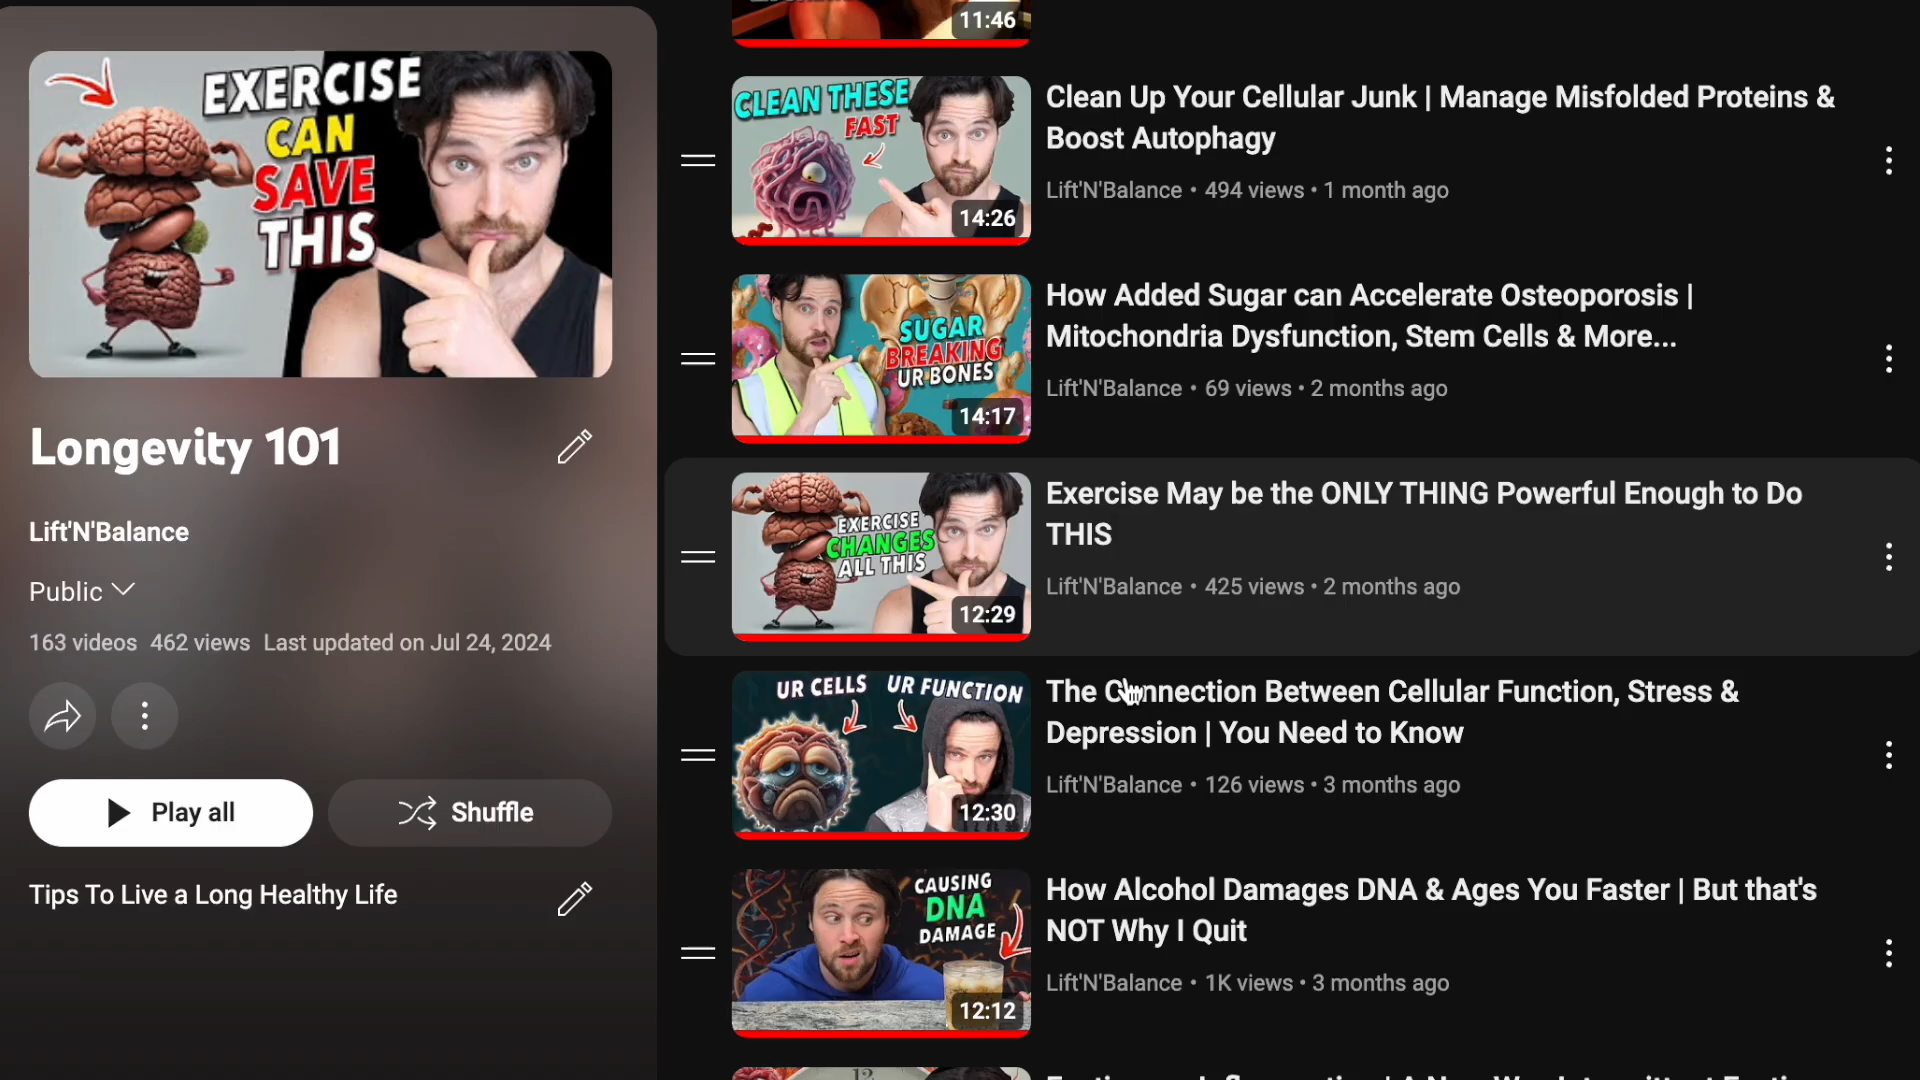 EXERCISE
CAN
SAVE
THIS
Longevity 101
Lift'N'Balance
Public
163 videos 462 views Last updated on Jul 24, 2024
Play all
Shuffle
Tips To Live a Long Healthy Life
11:46
CLEAN THESE
FAST
14:26
Clean Up Your Cellular Junk | Manage Misfolded Proteins &
Boost Autophagy
Lift'N'Balance • 494 views • 1 month ago
SUGAR
BREAKING
UR BONES
14:17
How Added Sugar can Accelerate Osteoporosis |
Mitochondria Dysfunction, Stem Cells & More...
Lift'N'Balance • 69 views • 2 months ago
EXERCISE
CHANGES
ALL THIS
12:29
Exercise May be the ONLY THING Powerful Enough to Do
THIS
Lift'N'Balance • 425 views • 2 months ago
UR CELLS UR FUNCTION
12:30
The Connection Between Cellular Function, Stress &
Depression | You Need to Know
Lift'N'Balance • 126 views • 3 months ago
CAUSING
DNA
DAMAGE
12:12
How Alcohol Damages DNA & Ages You Faster | But that's
NOT Why I Quit
Lift'N'Balance • 1K views • 3 months ago
12